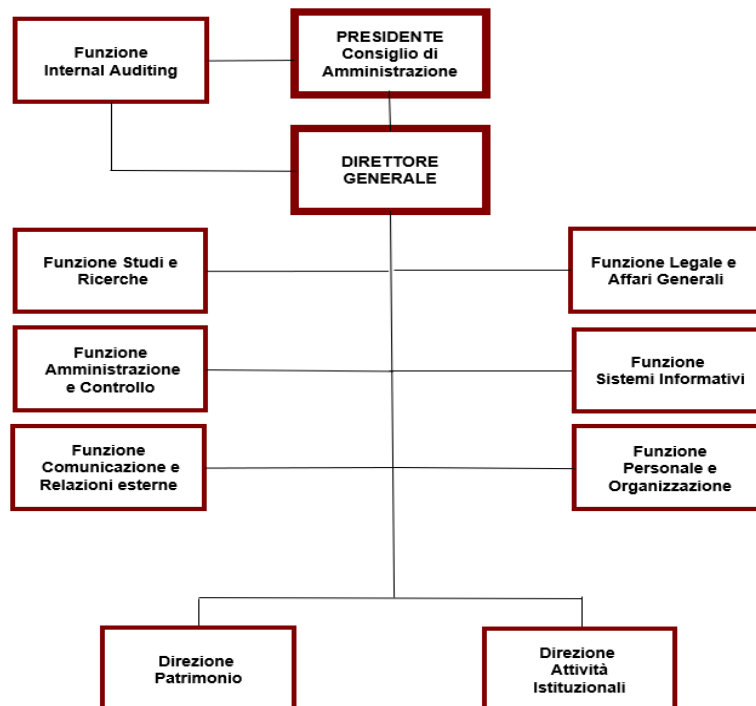 Funzione
Internal Auditing
PRESIDENTE
Consiglio di
Amministrazione
DIRETTORE
GENERALE
Funzione Studi e
Ricerche
Funzione Legale e
Affari Generali
Funzione
Amministrazione
e Controllo
Funzione
Sistemi Informativi
Funzione
Comunicazione e
Relazioni esterne
Funzione
Personale e
Organizzazione
Direzione
Patrimonio
Direzione
Attività
Istituzionali